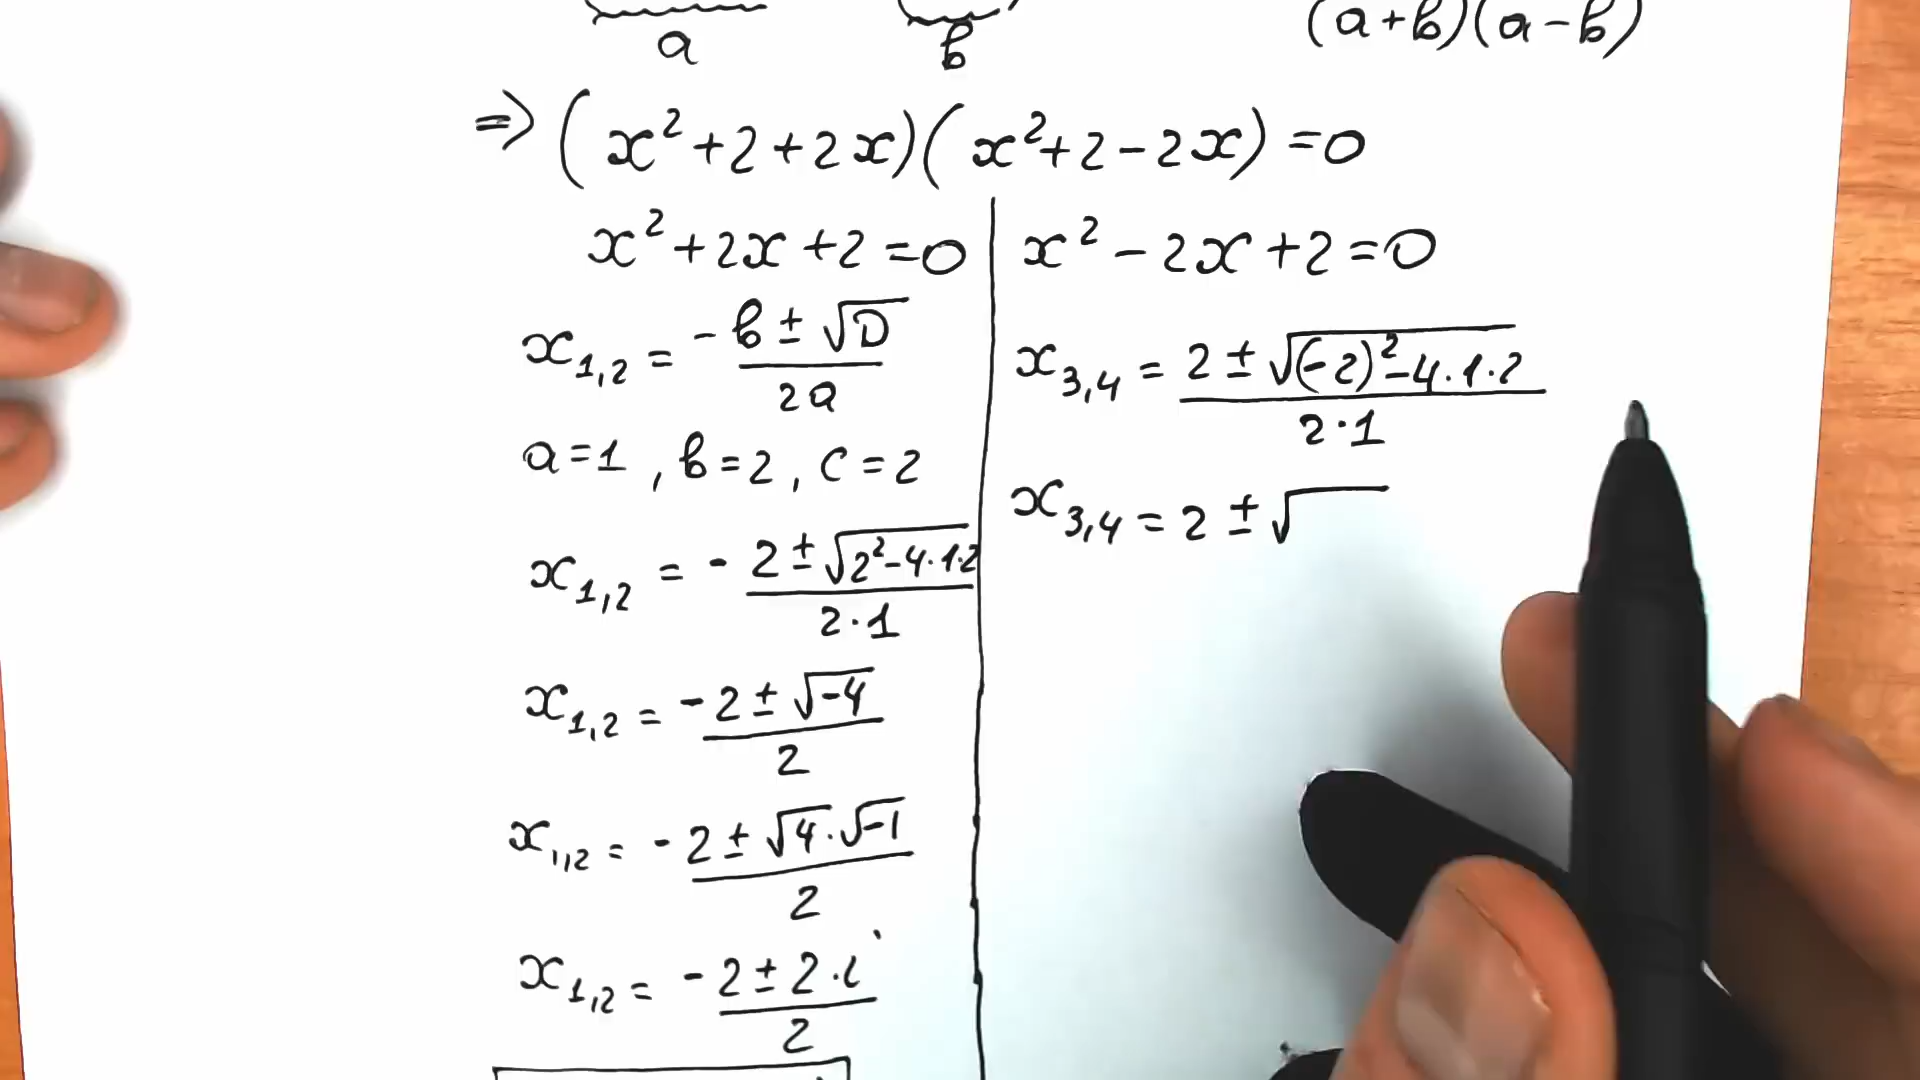 a b (a+b)(a-b)
⇒ (x²+2+2x)(x²+2-2x)=0
x²+2x+2=0
x₁,₂ = -b ± √D / 2a
a=1, b=2, c=2
x₁,₂ = -2 ± √2²-4·1·2 / 2·1
x₁,₂ = -2 ± √-4 / 2
x₁,₂ = -2 ± √4·√-1 / 2
x₁,₂ = -2 ± 2·i / 2
x²-2x+2=0
x₃,₄ = 2 ± √(-2)²-4·1·2 / 2·1
x₃,₄ = 2 ± √